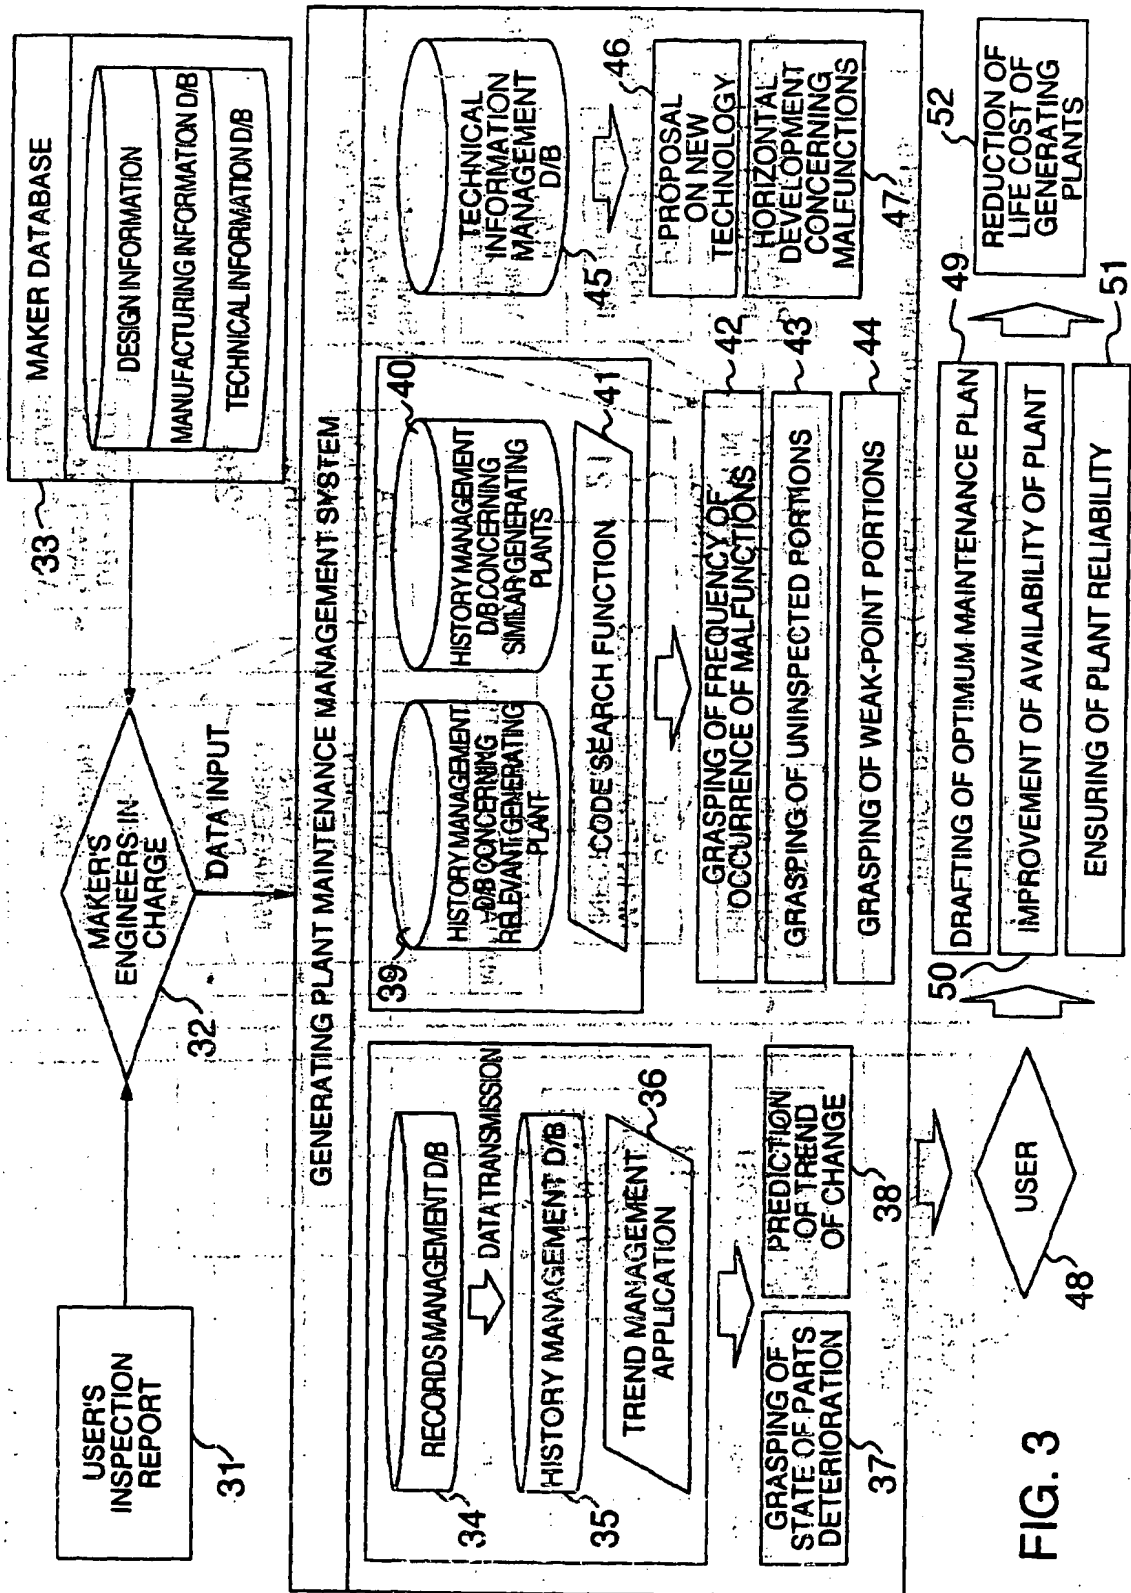 USER'S
INSPECTION
REPORT
31
MAKER'S
ENGINEERS IN
CHARGE
32
DATA INPUT
33
MAKER DATABASE
DESIGN INFORMATION
MANUFACTURING INFORMATION D/B
TECHNICAL INFORMATION D/B
GENERATING PLANT MAINTENANCE MANAGEMENT SYSTEM
RECORDS MANAGEMENT D/B
34
DATA TRANSMISSION
HISTORY MANAGEMENT D/B
35
TREND MANAGEMENT
APPLICATION
36
GRASPING OF
STATE OF PARTS
DETERIORATION
37
PREDICTION
OF TREND
OF CHANGE
38
39
HISTORY MANAGEMENT
D/B CONCERNING
RELEVANT GENERATING
PLANT
40
HISTORY MANAGEMENT
D/B CONCERNING
SIMILAR GENERATING
PLANTS
CODE SEARCH FUNCTION
41
GRASPING OF FREQUENCY OF
OCCURRENCE OF MALFUNCTIONS
42
GRASPING OF UNINSPECTED PORTIONS
43
GRASPING OF WEAK-POINT PORTIONS
44
TECHNICAL
INFORMATION
MANAGEMENT
D/B
45
46
PROPOSAL
ON NEW
TECHNOLOGY
HORIZONTAL
DEVELOPMENT
CONCERNING
MALFUNCTIONS
47
USER
48
DRAFTING OF OPTIMUM MAINTENANCE PLAN
49
50
IMPROVEMENT OF AVAILABILITY OF PLANT
ENSURING OF PLANT RELIABILITY
51
52
REDUCTION OF
LIFE COST OF
GENERATING
PLANTS
FIG. 3